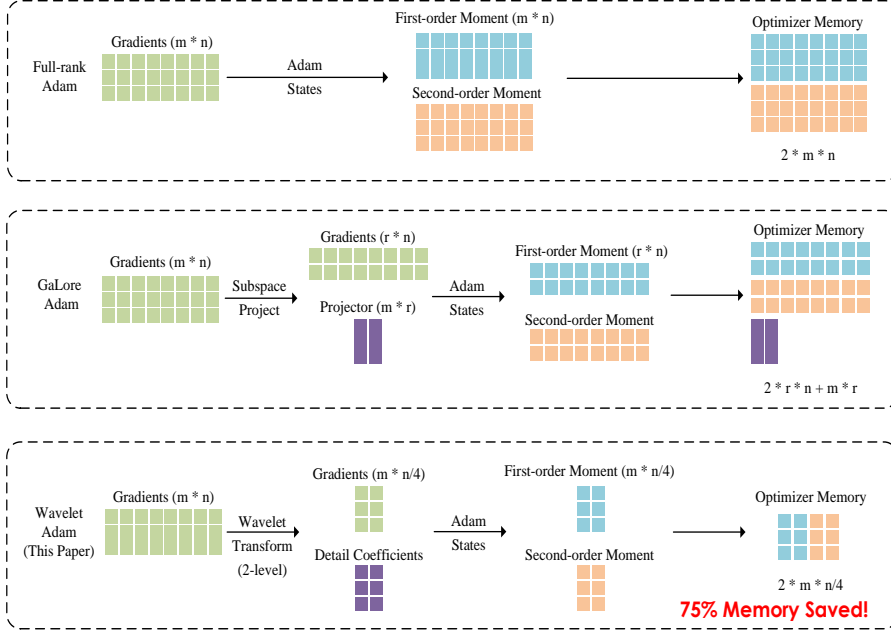 Full-rank
Adam
Gradients (m * n)
Adam
States
First-order Moment (m * n)
Second-order Moment
Optimizer Memory
2 * m * n
GaLore
Adam
Gradients (m * n)
Subspace
Project
Gradients (r * n)
Projector (m * r)
Adam
States
First-order Moment (r * n)
Second-order Moment
Optimizer Memory
2 * r * n + m * r
Wavelet
Adam
(This Paper)
Gradients (m * n)
Wavelet
Transform
(2-level)
Gradients (m * n/4)
Detail Coefficients
Adam
States
First-order Moment (m * n/4)
Second-order Moment
Optimizer Memory
2 * m * n/4
75% Memory Saved!